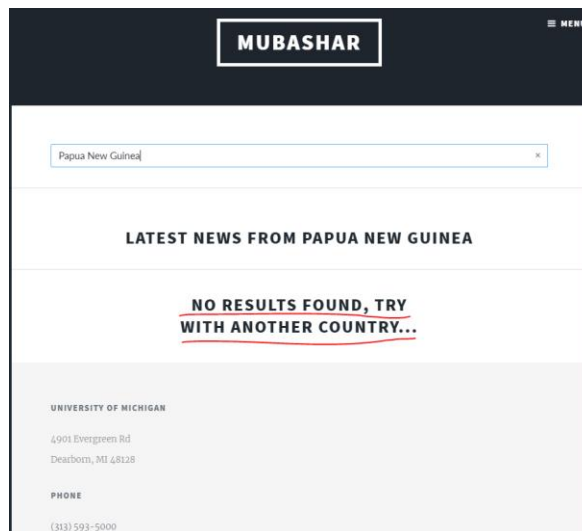 MUBASHAR
≡ MENU
Papua New Guinea
×
LATEST NEWS FROM PAPUA NEW GUINEA
NO RESULTS FOUND, TRY
WITH ANOTHER COUNTRY...
UNIVERSITY OF MICHIGAN
4901 Evergreen Rd
Dearborn, MI 48128
PHONE
(313) 593-5000